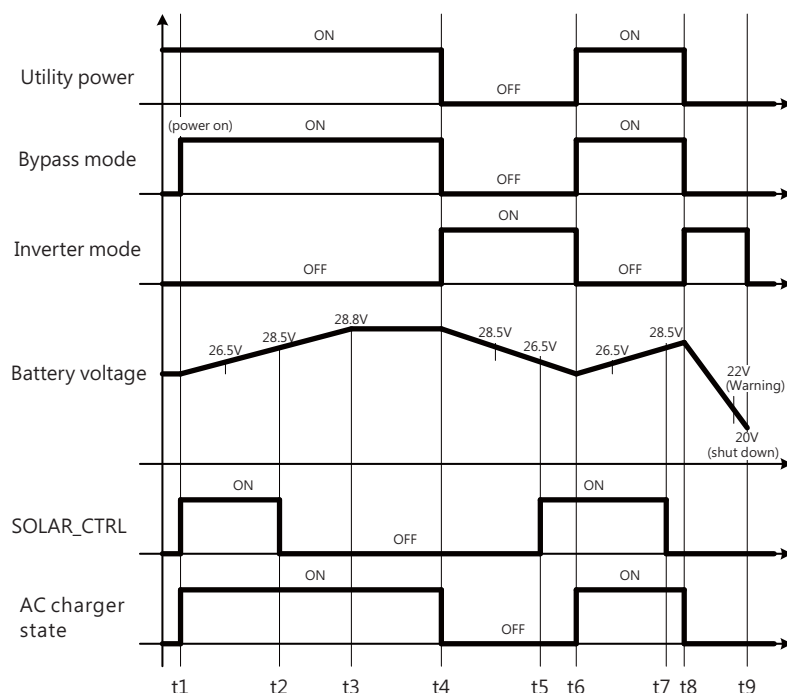 ON
ON
Utility power
OFF
(power on)
ON
ON
Bypass mode
OFF
ON
Inverter mode
OFF
OFF
28.8V
28.5V
28.5V
28.5V
26.5V
26.5V
26.5V
Battery voltage
22V
(Warning)
20V
(shut down)
ON
ON
SOLAR_CTRL
OFF
ON
ON
AC charger
state
OFF
t1
t2
t3
t4
t5
t6
t7
t8
t9